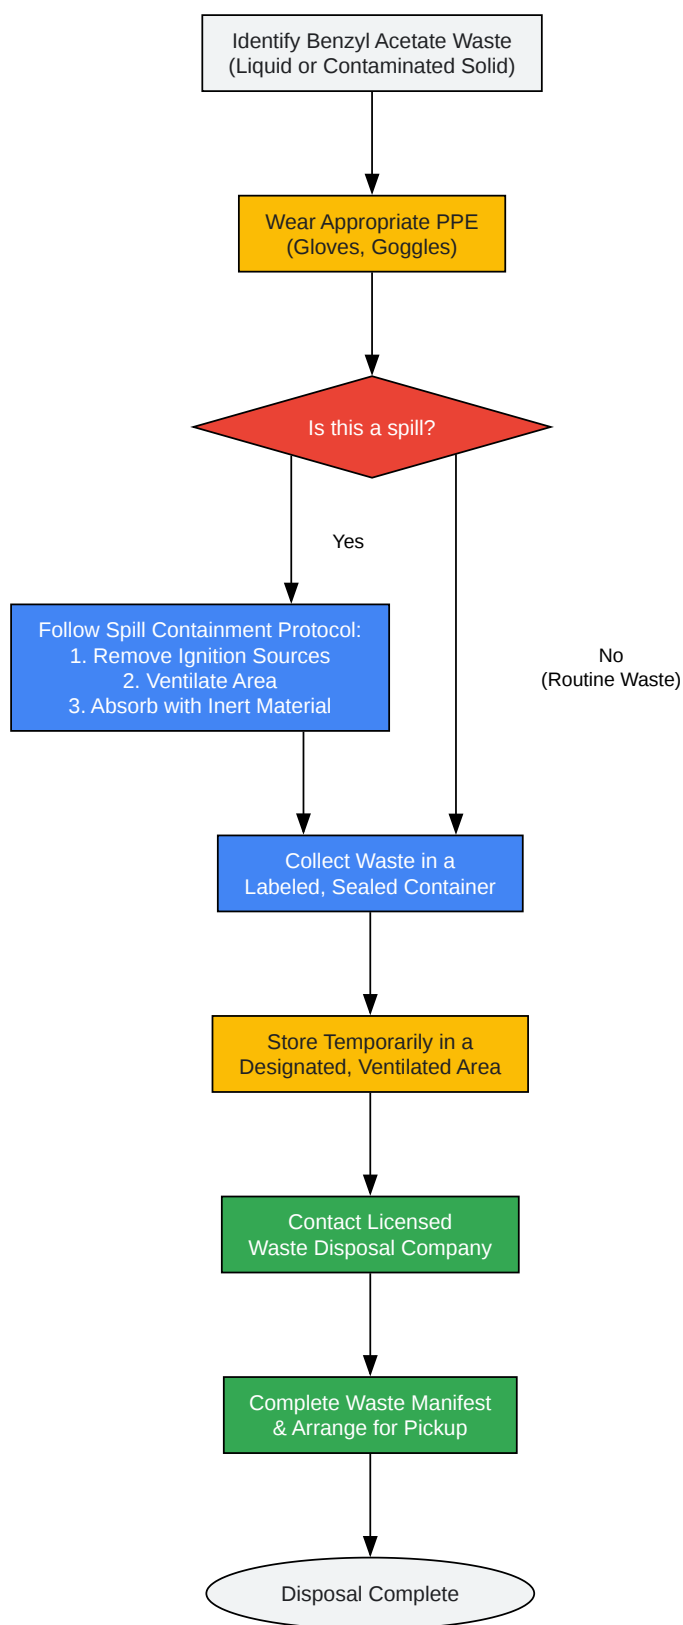 Identify Benzyl Acetate Waste
(Liquid or Contaminated Solid)
Wear Appropriate PPE
(Gloves, Goggles)
Is this a spill?
Yes
Follow Spill Containment Protocol:
1. Remove Ignition Sources
2. Ventilate Area
3. Absorb with Inert Material
No
(Routine Waste)
Collect Waste in a
Labeled, Sealed Container
Store Temporarily in a
Designated, Ventilated Area
Contact Licensed
Waste Disposal Company
Complete Waste Manifest
& Arrange for Pickup
Disposal Complete